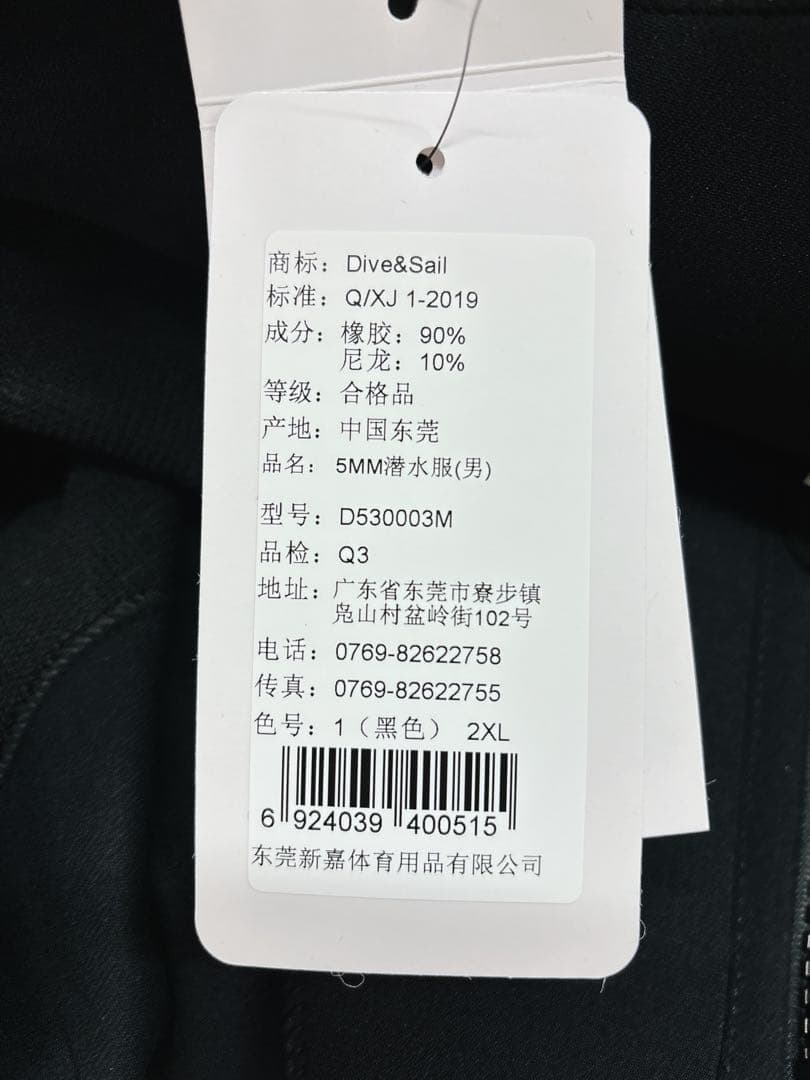 商标：Dive&Sail
标准：Q/XJ 1-2019
成分：橡胶：90%
尼龙：10%
等级：合格品
产地：中国东莞
品名：5MM潜水服(男)
型号：D530003M
品检：Q3
地址：广东省东莞市寮步镇
凫山村盆岭街102号
电话：0769-82622758
传真：0769-82622755
色号：1（黑色） 2XL
6 924039 400515
东莞新嘉体育用品有限公司